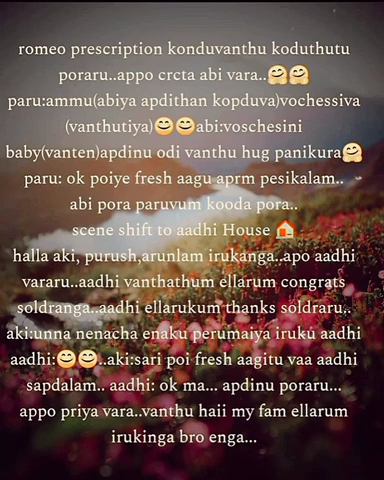 romeo prescription konduvanthu koduthutu
poraru..appo crcta abi vara..🤗🤗
paru:ammu(abiya apdithan kopduva)vochessiva
(vanthutiya)😊😊abi:voschesini
baby(vanten)apdinu odi vanthu hug panikura🤗
paru: ok poiye fresh aagu aprm pesikalam..
abi pora paruvum kooda pora..
scene shift to aadhi House 🏠
halla aki, purush,arunlam irukanga..apo aadhi
vararu..aadhi vanthathum ellarum congrats
soldranga..aadhi ellarukum thanks soldraru..
aki:unna nenacha enaku perumaiya iruku aadhi
aadhi:😊😊..aki:sari poi fresh aagitu vaa aadhi
sapdalam.. aadhi: ok ma... apdinu poraru...
appo priya vara..vanthu haii my fam ellarum
irukinga bro enga...